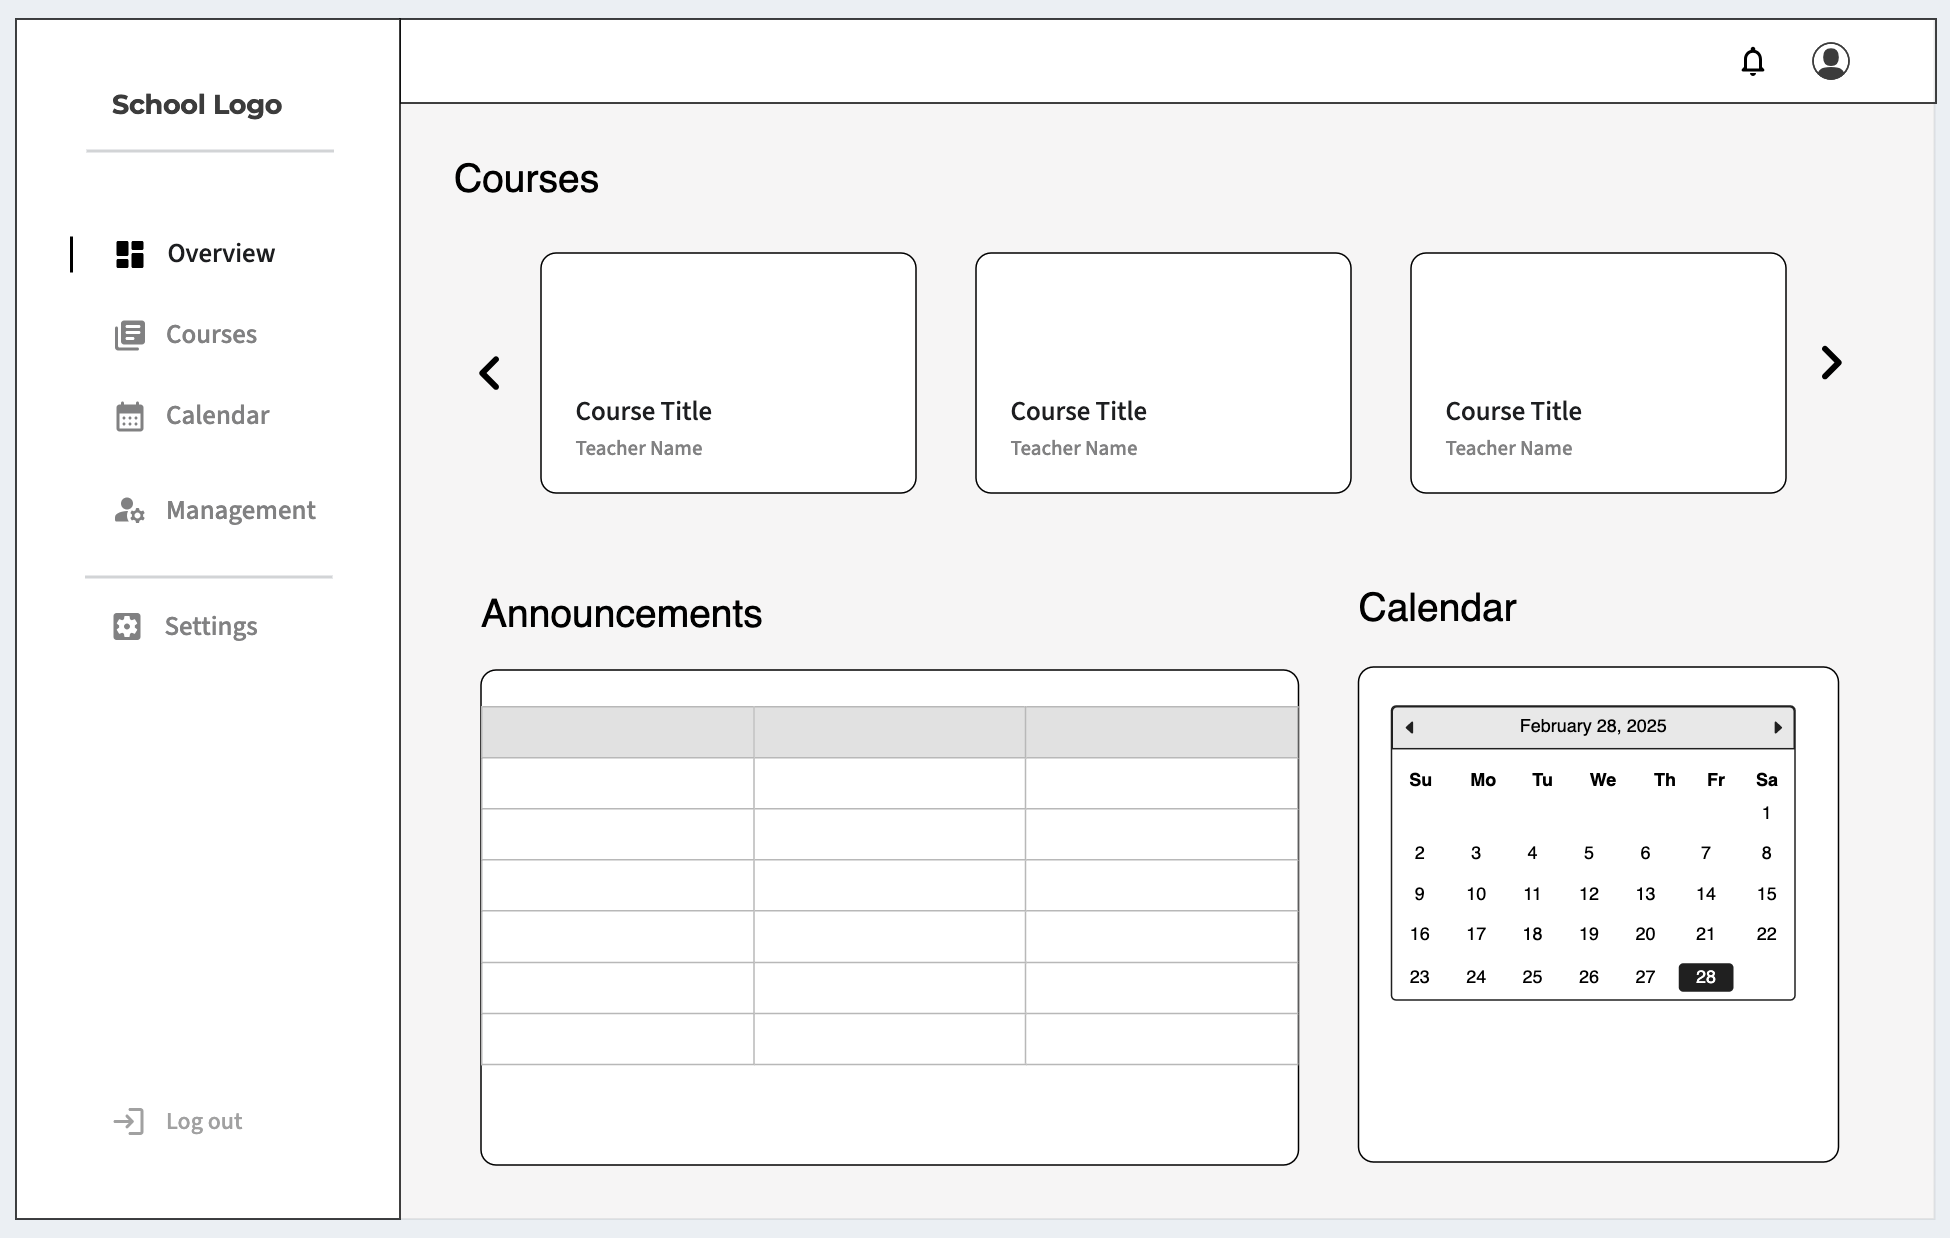 School Logo
Overview
Courses
Calendar
Management
Settings
Log out
Courses
Course Title
Teacher Name
Course Title
Teacher Name
Course Title
Teacher Name
Announcements
Calendar
February 28, 2025
Su Mo Tu We Th Fr Sa
1
2 3 4 5 6 7 8
9 10 11 12 13 14 15
16 17 18 19 20 21 22
23 24 25 26 27 28